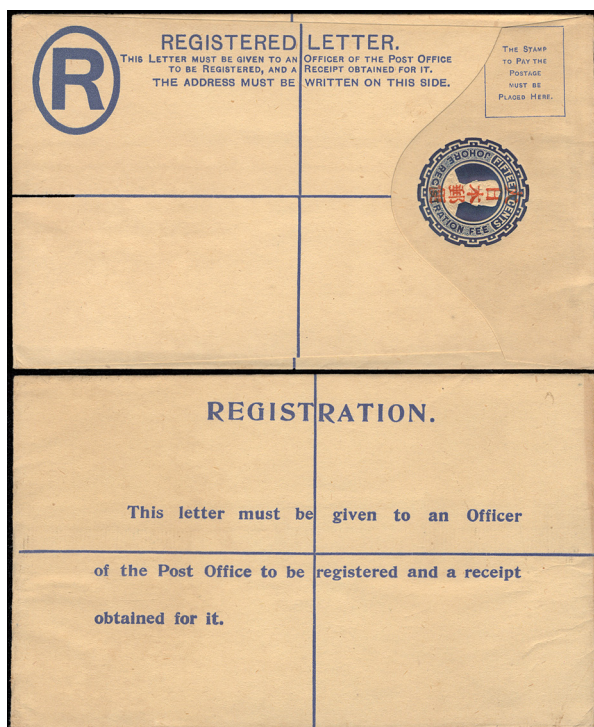 R
REGISTERED LETTER.
THIS LETTER MUST BE GIVEN TO AN OFFICER OF THE POST OFFICE
TO BE REGISTERED, AND A RECEIPT OBTAINED FOR IT.
THE ADDRESS MUST BE WRITTEN ON THIS SIDE.
THE STAMP
TO PAY THE
POSTAGE
MUST BE
PLACED HERE.
JOHORE REGISTRATION FEE
FIFTEEN CENTS
日本郵
REGISTRATION.
This letter must be given to an Officer
of the Post Office to be registered and a receipt
obtained for it.